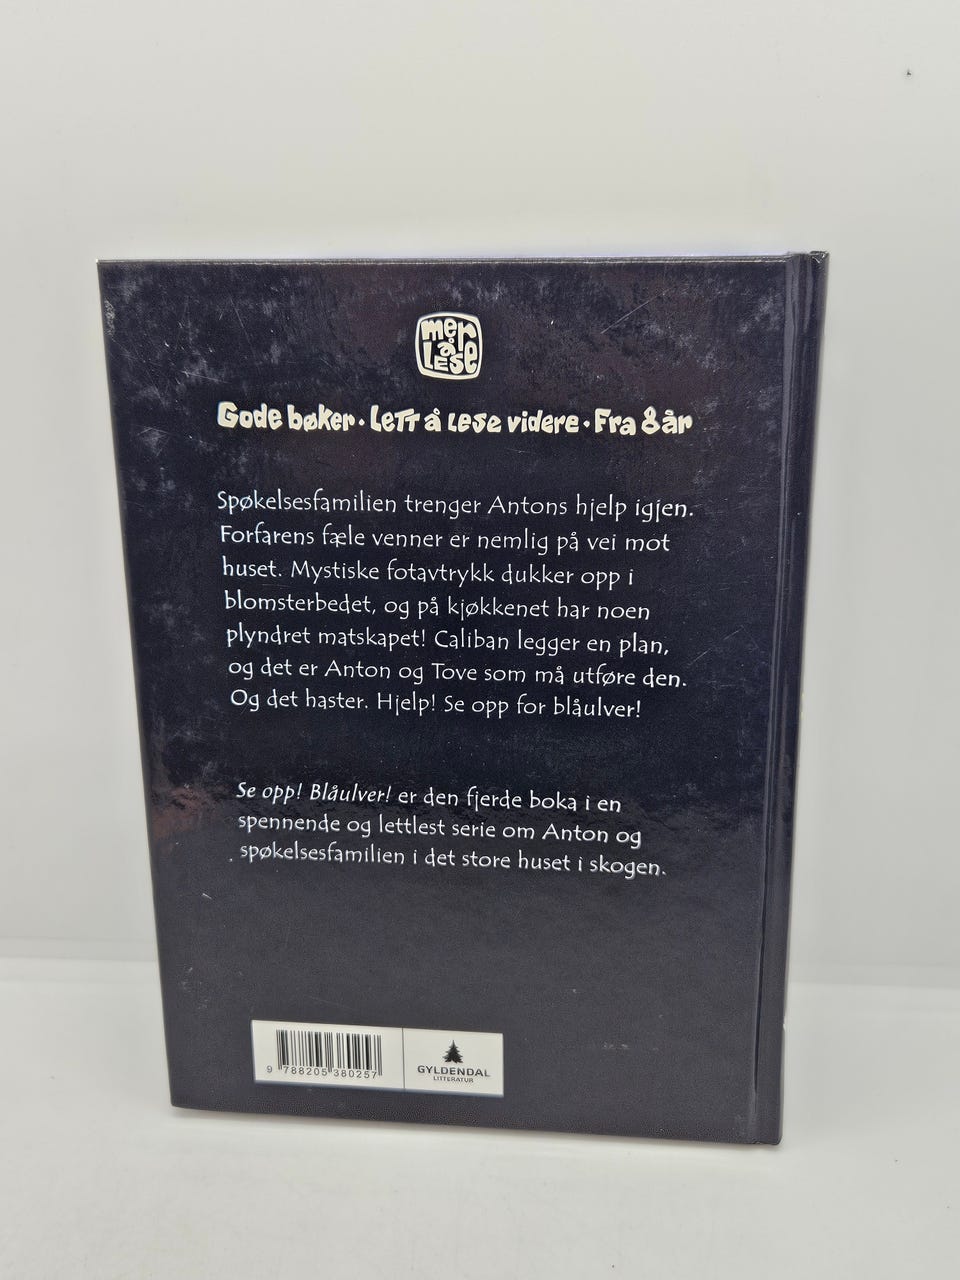 mer
å
LESe
Gode bøker · LeTT å Lese videre · Fra 8 år
Spøkelsesfamilien trenger Antons hjelp igjen.
Forfarens fæle venner er nemlig på vei mot
huset. Mystiske fotavtrykk dukker opp i
blomsterbedet, og på kjøkkenet har noen
plyndret matskapet! Caliban legger en plan,
og det er Anton og Tove som må utføre den.
Og det haster. Hjelp! Se opp for blåulver!
Se opp! Blåulver! er den fjerde boka i en
spennende og lettlest serie om Anton og
spøkelsesfamilien i det store huset i skogen.
9 788205 380257
GYLDENDAL
LITTERATUR